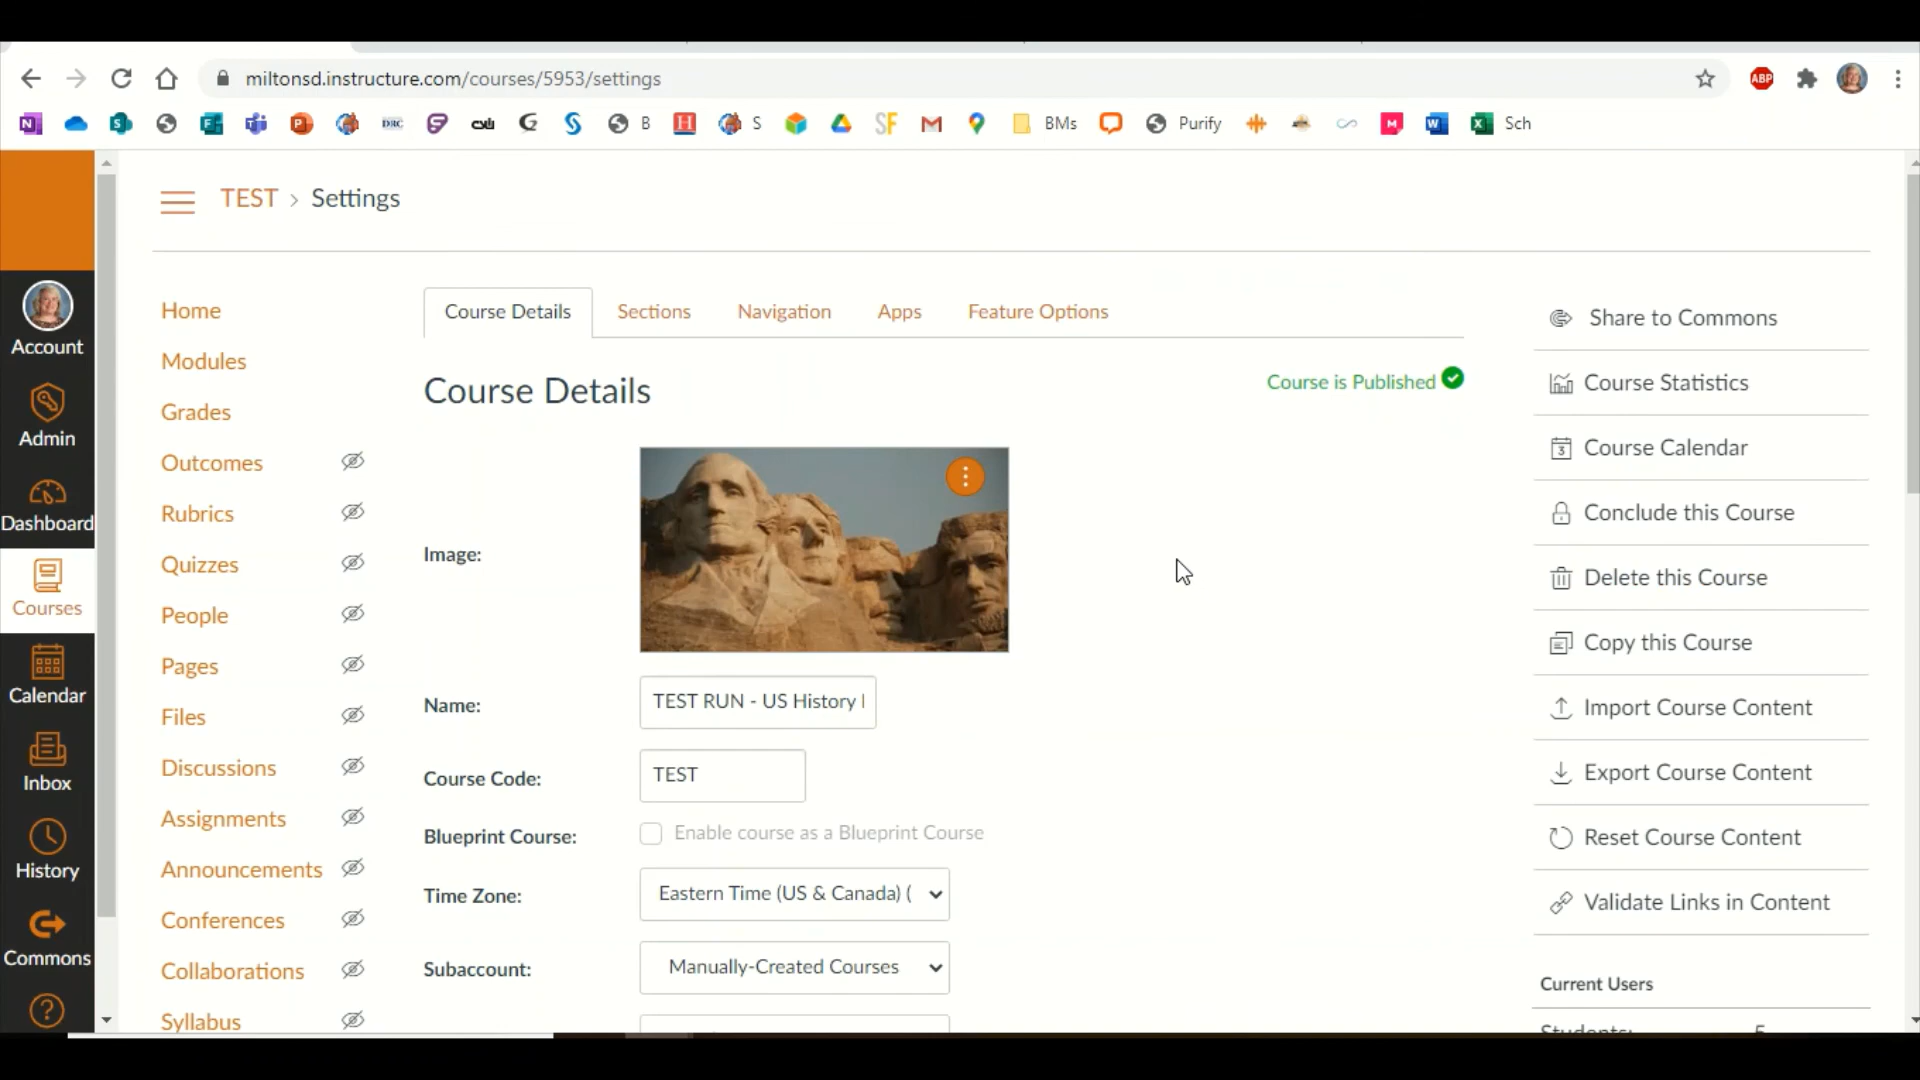 miltonsd.instructure.com/courses/5953/settings
ABP
DRC
B
S
SF
BMs
Purify
Sch
TEST > Settings
Account
Admin
Dashboard
Courses
Calendar
Inbox
History
Commons
Home
Modules
Grades
Outcomes
Rubrics
Quizzes
People
Pages
Files
Discussions
Assignments
Announcements
Conferences
Collaborations
Syllabus
Course Details
Sections
Navigation
Apps
Feature Options
Course Details
Course is Published
Image:
Name:
TEST RUN - US History
Course Code:
TEST
Blueprint Course:
Enable course as a Blueprint Course
Time Zone:
Eastern Time (US & Canada) (
Subaccount:
Manually-Created Courses
Share to Commons
Course Statistics
Course Calendar
Conclude this Course
Delete this Course
Copy this Course
Import Course Content
Export Course Content
Reset Course Content
Validate Links in Content
Current Users
Students: